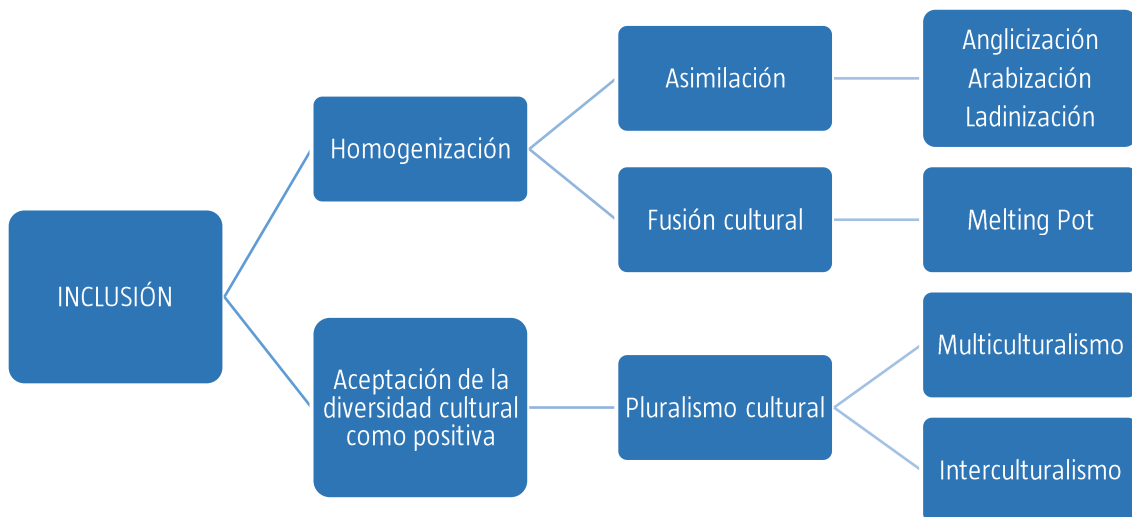 INCLUSIÓN
Homogenización
Asimilación
Anglicización
Arabización
Ladinización
Fusión cultural
Melting Pot
Aceptación de la
diversidad cultural
como positiva
Pluralismo cultural
Multiculturalismo
Interculturalismo